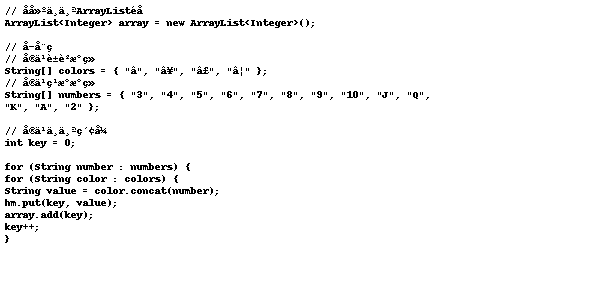 // åå»ºä¸ä¸ªArrayListéå
ArrayList<Integer> array = new ArrayList<Integer>();
// å­å¨ç
// å®ä¹è±è²æ°ç»
String[] colors = { "â", "â¥", "â£", "â¦" };
// å®ä¹ç¹æ°æ°ç»
String[] numbers = { "3", "4", "5", "6", "7", "8", "9", "10", "J", "Q",
"K", "A", "2" };
// å®ä¹ä¸ä¸ªç´¢å¼
int key = 0;
for (String number : numbers) {
for (String color : colors) {
String value = color.concat(number);
hm.put(key, value);
array.add(key);
key++;
}